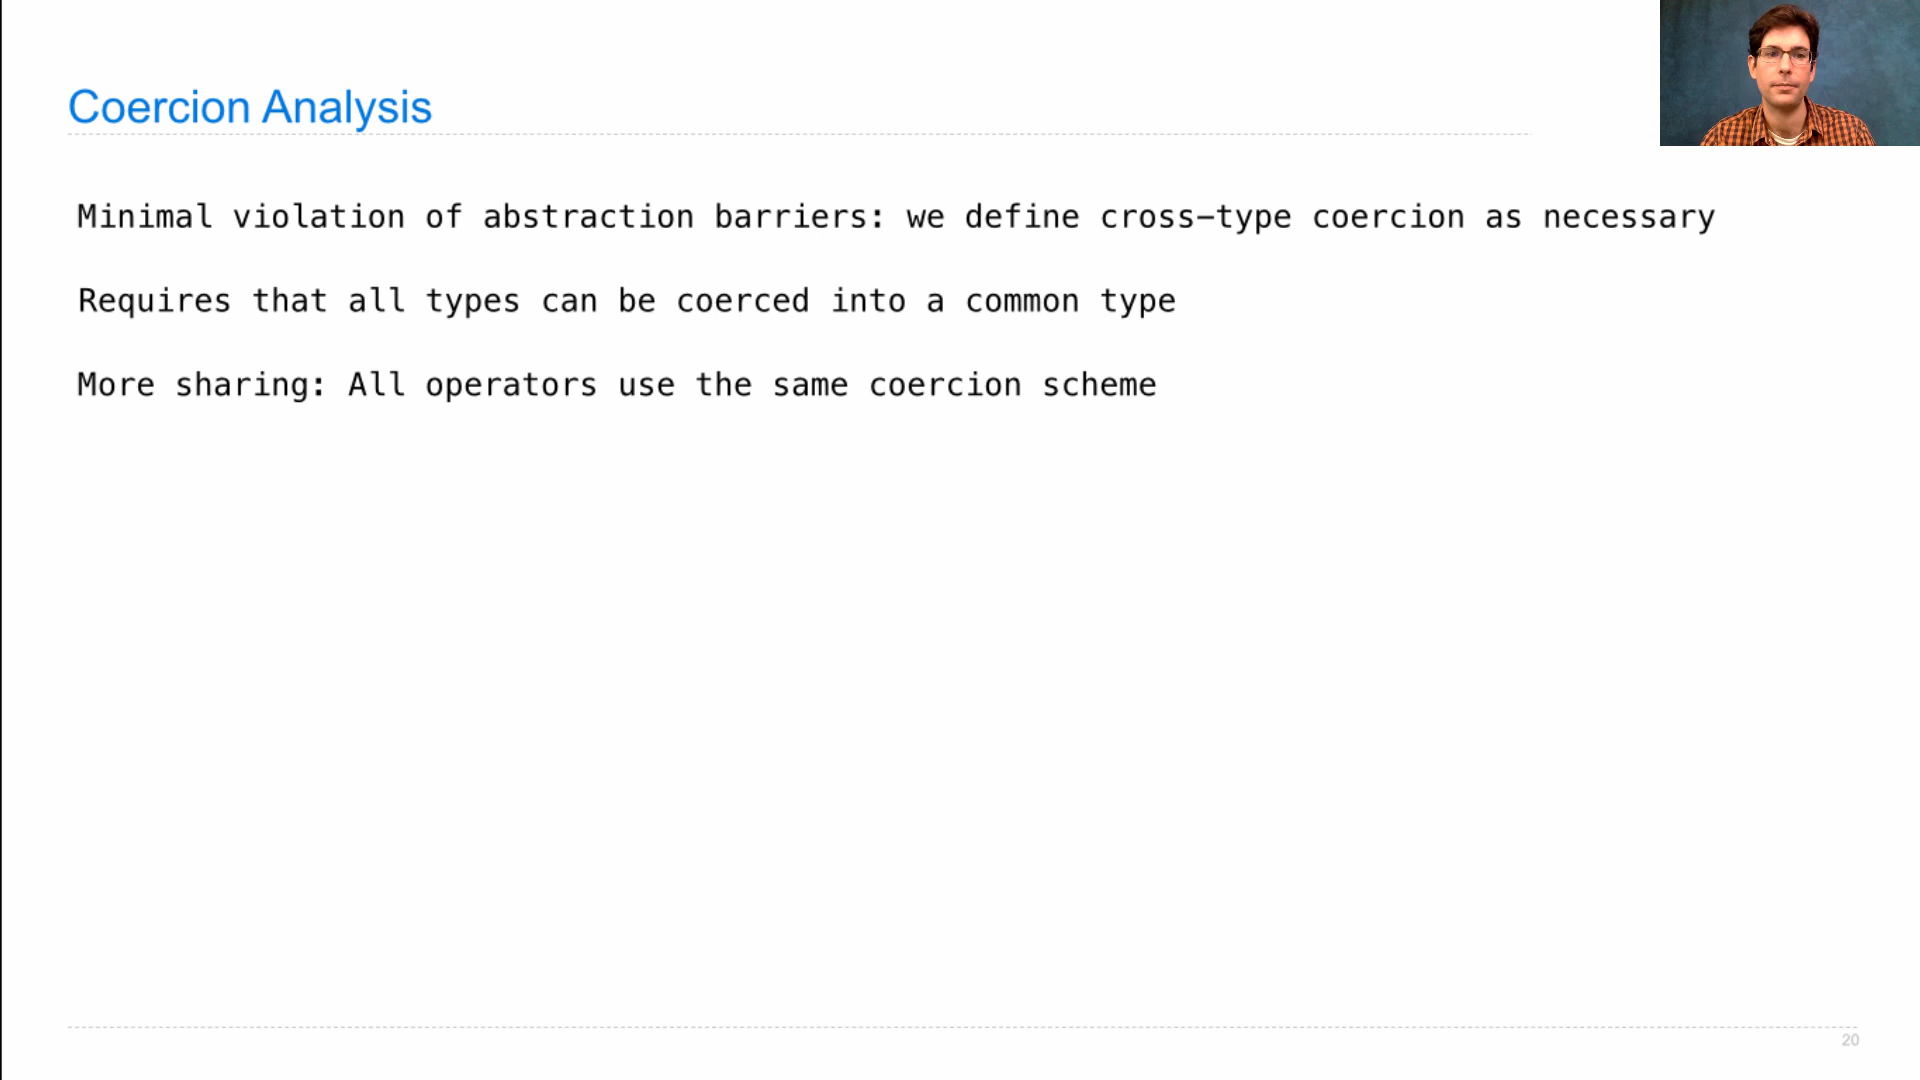 Coercion Analysis
Minimal violation of abstraction barriers: we define cross-type coercion as necessary
Requires that all types can be coerced into a common type
More sharing: All operators use the same coercion scheme
20